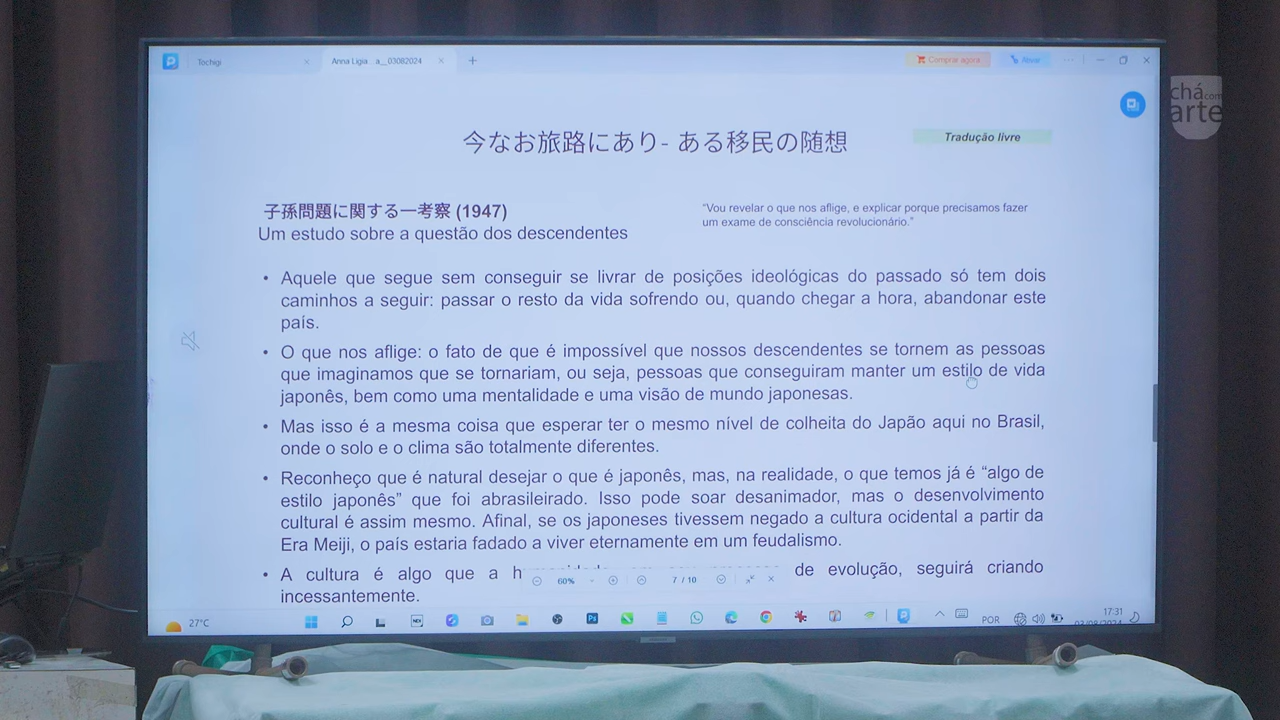 Tochigi
Anna Ligia ...a__03082024
Comprar agora
Ativar
chá com
arte
今なお旅路にあり- ある移民の随想
Tradução livre
子孫問題に関する一考察 (1947)
Um estudo sobre a questão dos descendentes
“Vou revelar o que nos aflige, e explicar porque precisamos fazer
um exame de consciência revolucionário.”
• Aquele que segue sem conseguir se livrar de posições ideológicas do passado só tem dois
caminhos a seguir: passar o resto da vida sofrendo ou, quando chegar a hora, abandonar este
país.
• O que nos aflige: o fato de que é impossível que nossos descendentes se tornem as pessoas
que imaginamos que se tornariam, ou seja, pessoas que conseguiram manter um estilo de vida
japonês, bem como uma mentalidade e uma visão de mundo japonesas.
• Mas isso é a mesma coisa que esperar ter o mesmo nível de colheita do Japão aqui no Brasil,
onde o solo e o clima são totalmente diferentes.
• Reconheço que é natural desejar o que é japonês, mas, na realidade, o que temos já é “algo de
estilo japonês” que foi abrasileirado. Isso pode soar desanimador, mas o desenvolvimento
cultural é assim mesmo. Afinal, se os japoneses tivessem negado a cultura ocidental a partir da
Era Meiji, o país estaria fadado a viver eternamente em um feudalismo.
• A cultura é algo que a de evolução, seguirá criando
incessantemente.
60%
7 / 10
27°C
POR
17:31
03/08/2024